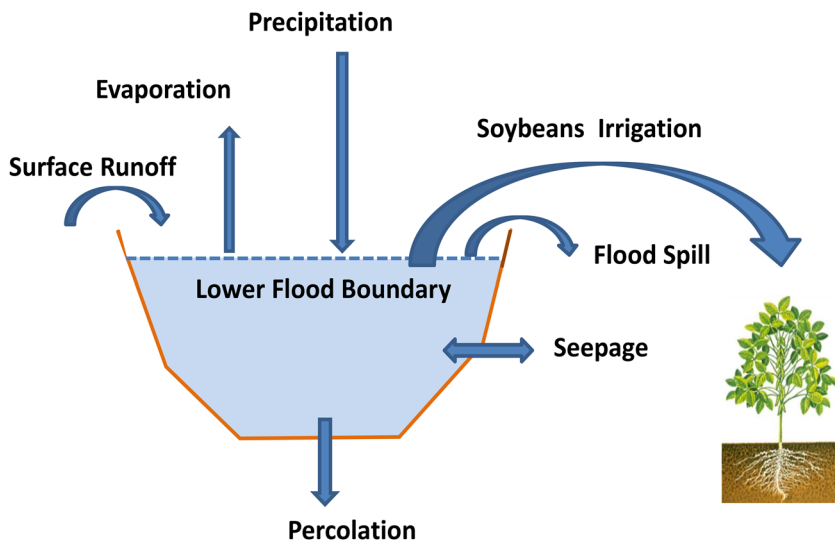 Precipitation
Evaporation
Soybeans Irrigation
Surface Runoff
Flood Spill
Lower Flood Boundary
Seepage
Percolation